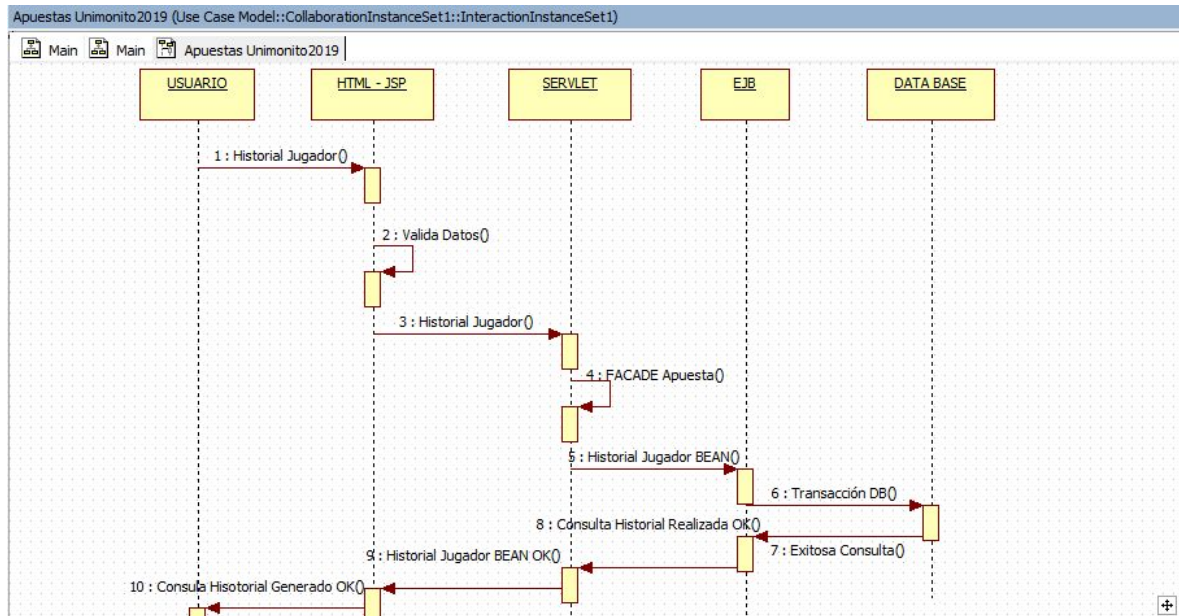 Apuestas Unimonito2019 (Use Case Model::CollaborationInstanceSet1::InteractionInstanceSet1)
Main Main Apuestas Unimonito2019
USUARIO HTML - JSP SERVLET EJB DATA BASE
1 : Historial Jugador()
2 : Valida Datos()
3 : Historial Jugador()
4 : FACADE Apuesta()
5 : Historial Jugador BEAN()
6 : Transacción DB()
8 : Consulta Historial Realizada OK()
7 : Exitosa Consulta()
9 : Historial Jugador BEAN OK()
10 : Consula Hisotorial Generado OK()